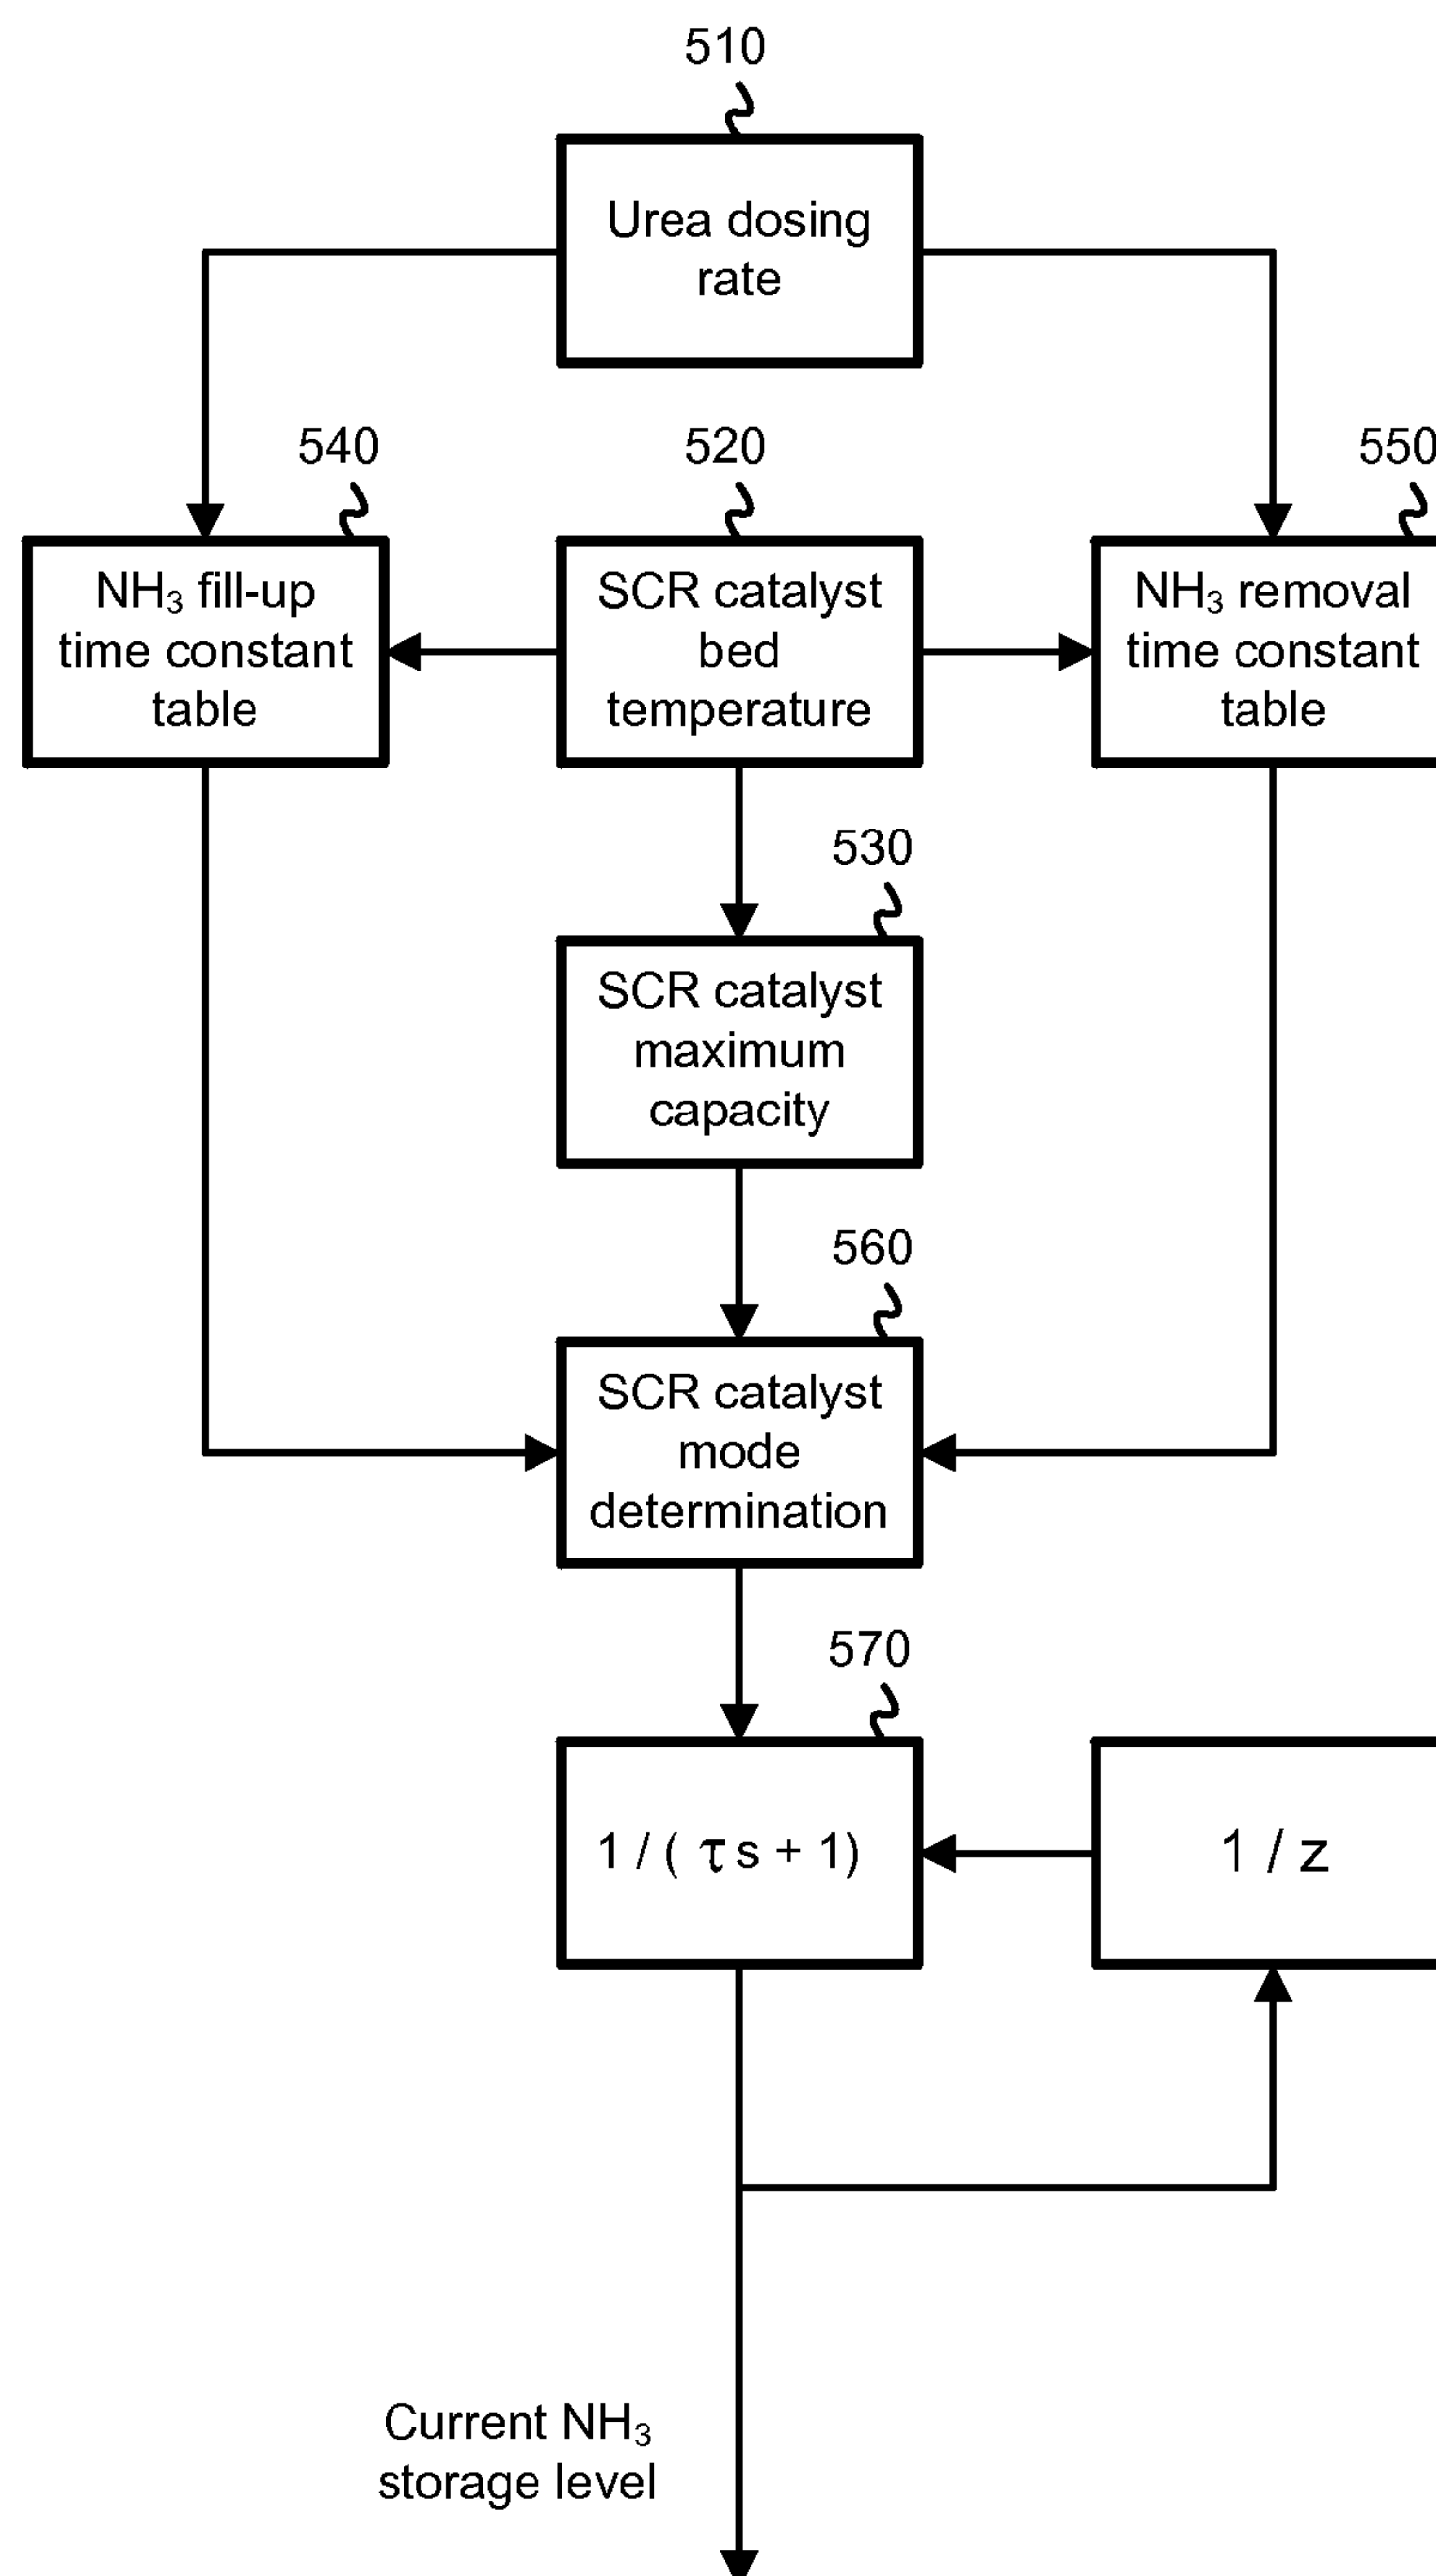 510
Urea dosing
rate
540
520
550
NH₃ fill-up
time constant
table
SCR catalyst
bed
temperature
NH₃ removal
time constant
table
530
SCR catalyst
maximum
capacity
560
SCR catalyst
mode
determination
570
1 / ( τ s + 1)
1 / z
Current NH₃
storage level